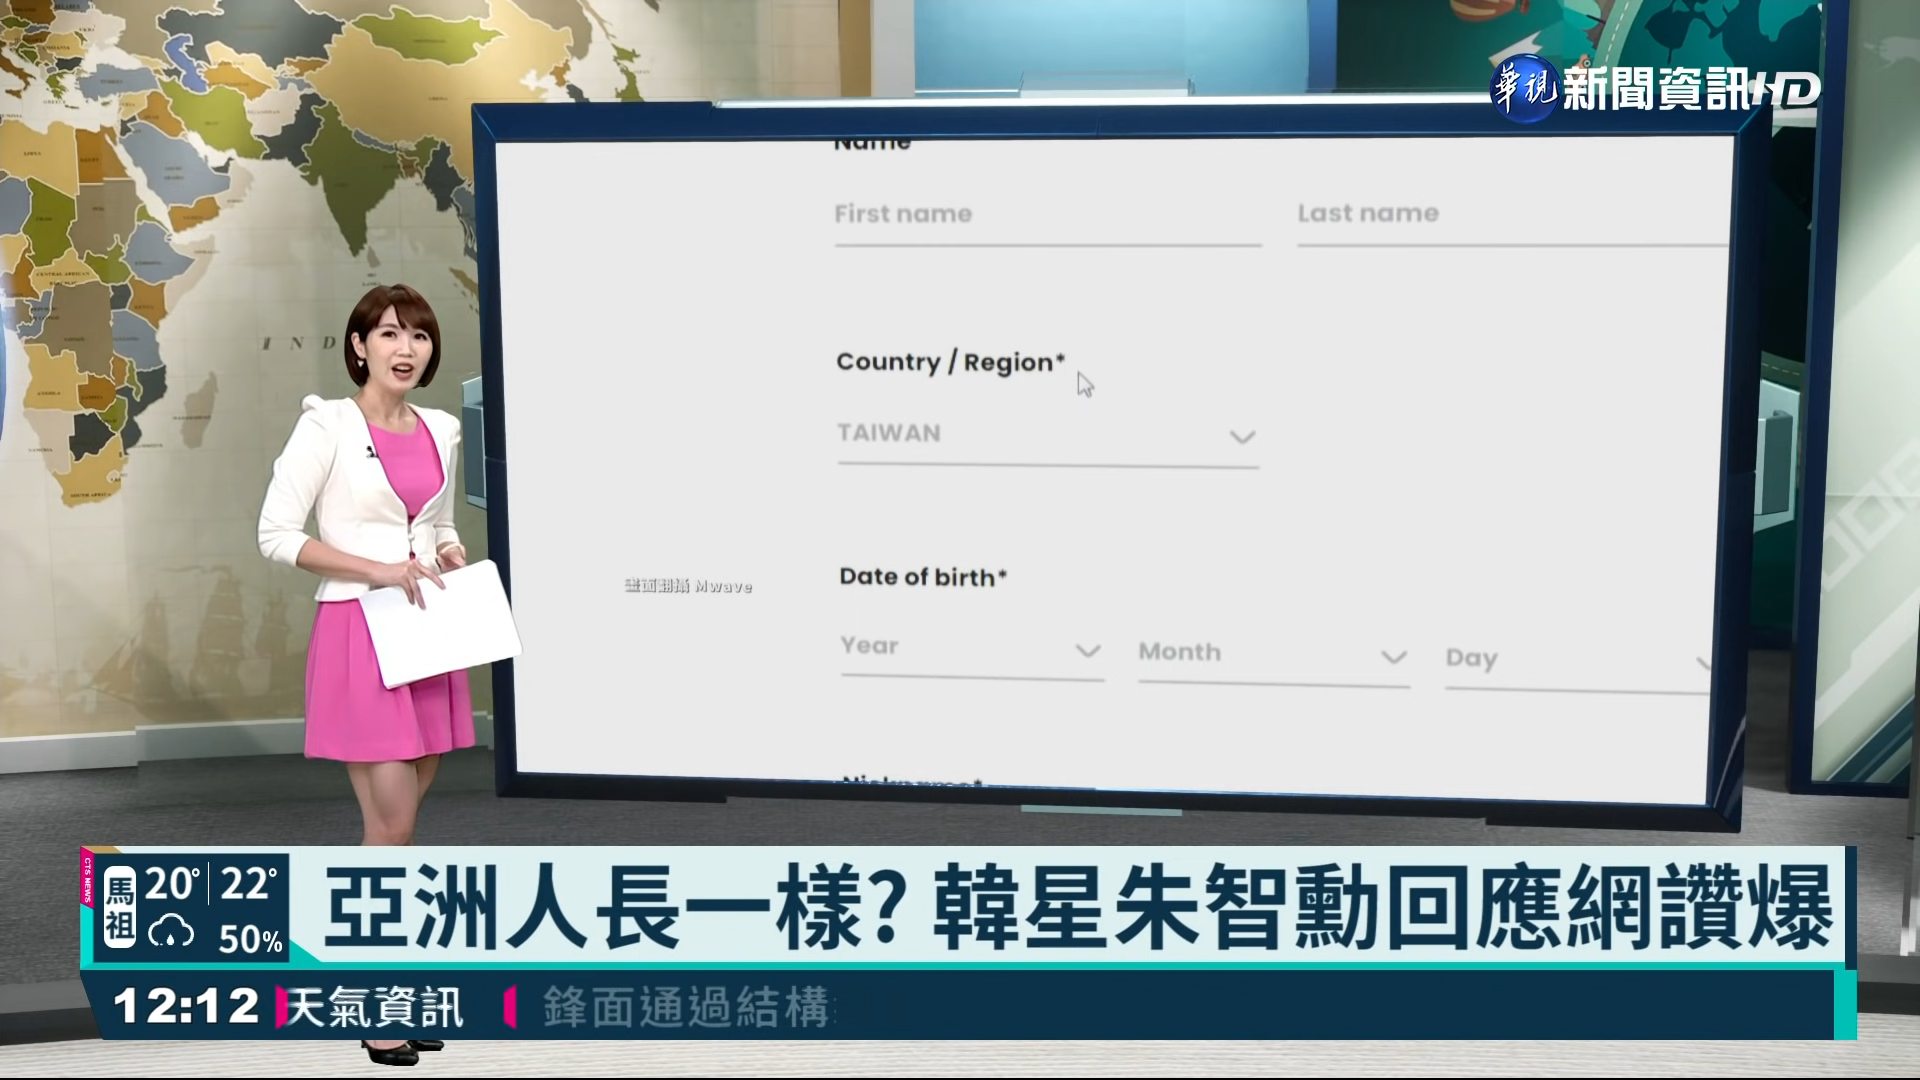 華視 新聞資訊HD
Name
First name
Last name
Country / Region*
TAIWAN
Date of birth*
Year
Month
Day
Nickname*
畫面翻攝 Mwave
I N D
CTS NEWS
馬祖
20° 22°
50%
亞洲人長一樣? 韓星朱智勳回應網讚爆
12:12
天氣資訊
鋒面通過結構